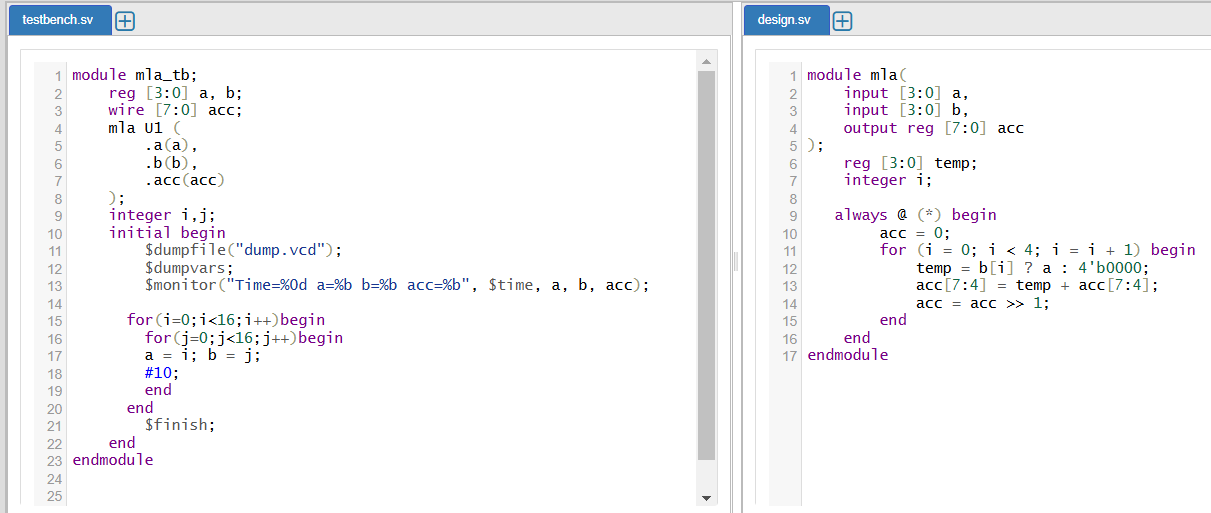 testbench.sv
1 module mla_tb;
2 reg [3:0] a, b;
3 wire [7:0] acc;
4 mla U1 (
5 .a(a),
6 .b(b),
7 .acc(acc)
8 );
9 integer i,j;
10 initial begin
11 $dumpfile("dump.vcd");
12 $dumpvars;
13 $monitor("Time=%0d a=%b b=%b acc=%b", $time, a, b, acc);
14
15 for(i=0;i<16;i++)begin
16 for(j=0;j<16;j++)begin
17 a = i; b = j;
18 #10;
19 end
20 end
21 $finish;
22 end
23 endmodule
24
25
design.sv
1 module mla(
2 input [3:0] a,
3 input [3:0] b,
4 output reg [7:0] acc
5 );
6 reg [3:0] temp;
7 integer i;
8
9 always @ (*) begin
10 acc = 0;
11 for (i = 0; i < 4; i = i + 1) begin
12 temp = b[i] ? a : 4'b0000;
13 acc[7:4] = temp + acc[7:4];
14 acc = acc >> 1;
15 end
16 end
17 endmodule